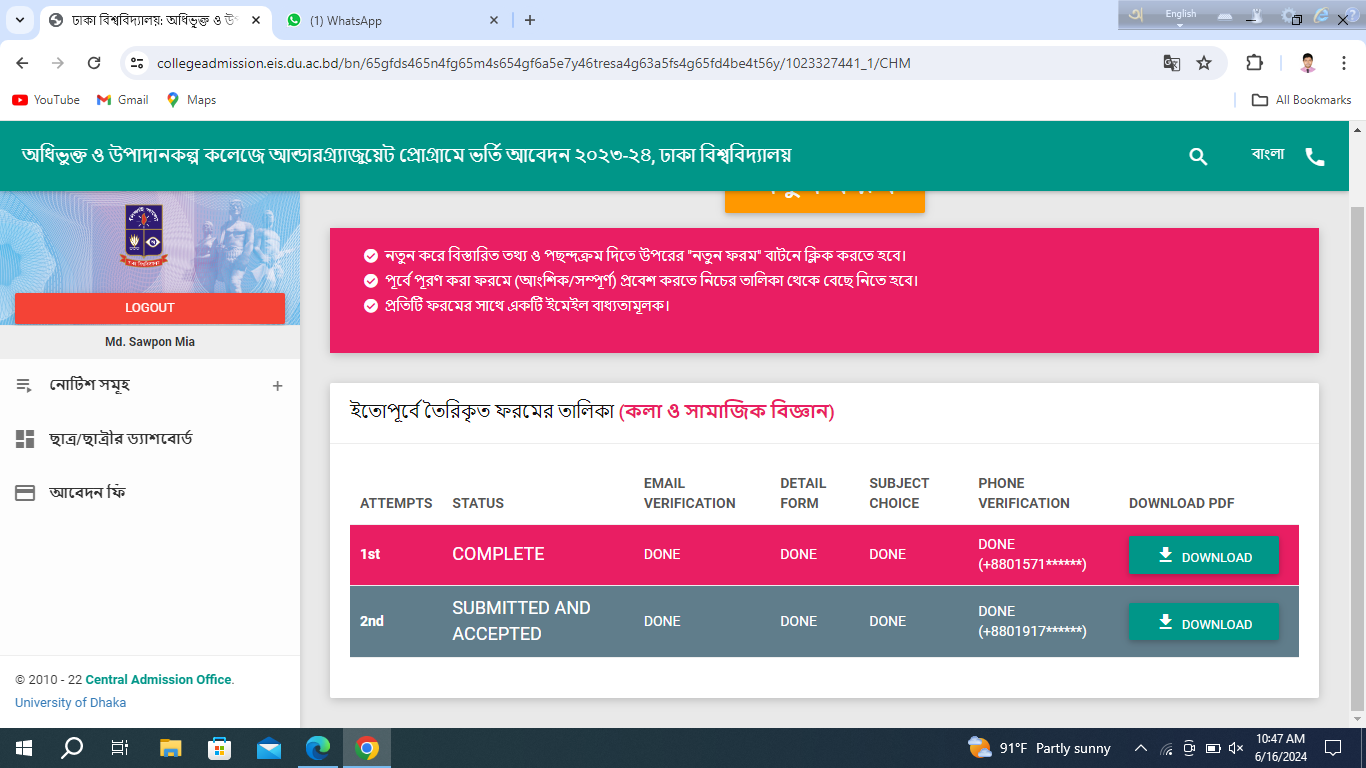 ঢাকা বিশ্ববিদ্যালয়: অধিভুক্ত ও উপ
(1) WhatsApp
English
collegeadmission.eis.du.ac.bd/bn/65gfds465n4fg65m4s654gf6a5e7y46tresa4g63a5fs4g65fd4be4t56y/1023327441_1/CHM
YouTube Gmail Maps All Bookmarks
অধিভুক্ত ও উপাদানকল্প কলেজে আন্ডারগ্র্যাজুয়েট প্রোগ্রামে ভর্তি আবেদন ২০২৩-২৪, ঢাকা বিশ্ববিদ্যালয়
বাংলা
LOGOUT
Md. Sawpon Mia
নোটিশ সমূহ
ছাত্র/ছাত্রীর ড্যাশবোর্ড
আবেদন ফি
© 2010 - 22 Central Admission Office.
University of Dhaka
নতুন করে বিস্তারিত তথ্য ও পছন্দক্রম দিতে উপরের "নতুন ফরম" বাটনে ক্লিক করতে হবে।
পূর্বে পূরণ করা ফরমে (আংশিক/সম্পূর্ণ) প্রবেশ করতে নিচের তালিকা থেকে বেছে নিতে হবে।
প্রতিটি ফরমের সাথে একটি ইমেইল বাধ্যতামূলক।
ইতোপূর্বে তৈরিকৃত ফরমের তালিকা (কলা ও সামাজিক বিজ্ঞান)
ATTEMPTS STATUS EMAIL VERIFICATION DETAIL FORM SUBJECT CHOICE PHONE VERIFICATION DOWNLOAD PDF
1st COMPLETE DONE DONE DONE DONE (+8801571******) DOWNLOAD
2nd SUBMITTED AND ACCEPTED DONE DONE DONE DONE (+8801917******) DOWNLOAD
91°F Partly sunny
10:47 AM
6/16/2024